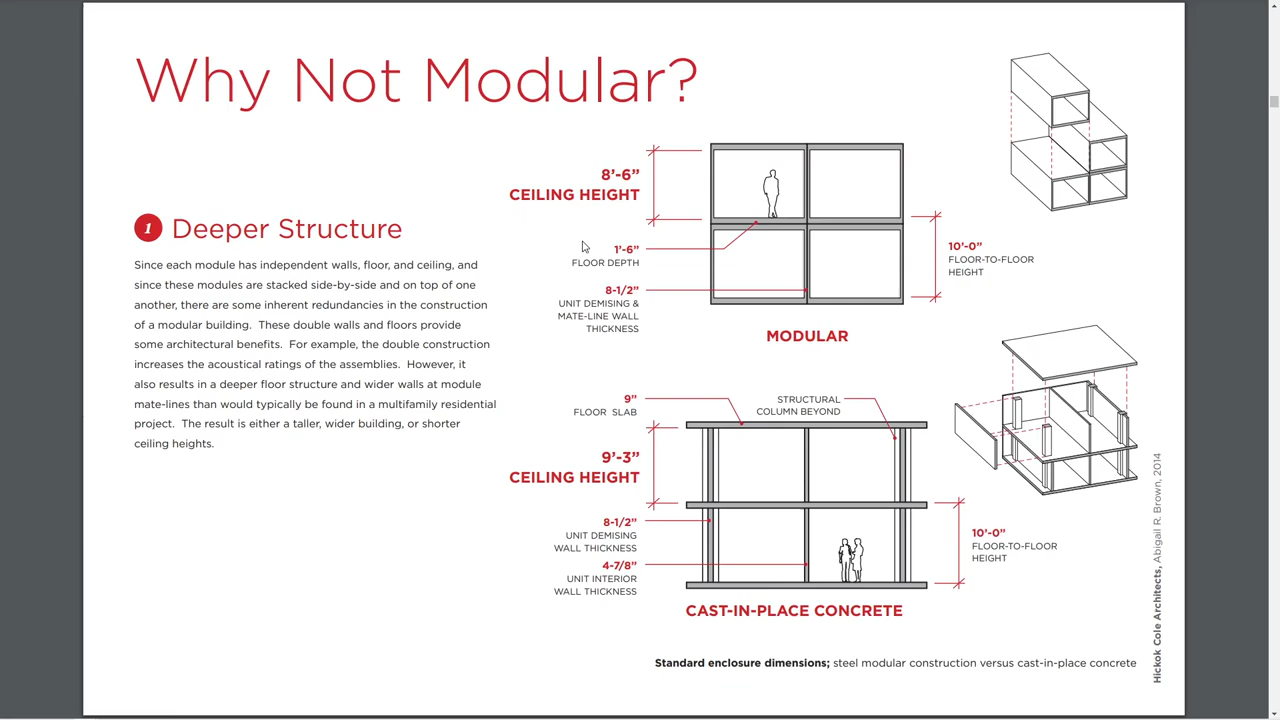 Why Not Modular?
1 Deeper Structure
Since each module has independent walls, floor, and ceiling, and
since these modules are stacked side-by-side and on top of one
another, there are some inherent redundancies in the construction
of a modular building. These double walls and floors provide
some architectural benefits. For example, the double construction
increases the acoustical ratings of the assemblies. However, it
also results in a deeper floor structure and wider walls at module
mate-lines than would typically be found in a multifamily residential
project. The result is either a taller, wider building, or shorter
ceiling heights.
8’-6”
CEILING HEIGHT
1’-6”
FLOOR DEPTH
8-1/2”
UNIT DEMISING &
MATE-LINE WALL
THICKNESS
10’-0”
FLOOR-TO-FLOOR
HEIGHT
MODULAR
9”
FLOOR SLAB
STRUCTURAL
COLUMN BEYOND
9’-3”
CEILING HEIGHT
8-1/2”
UNIT DEMISING
WALL THICKNESS
4-7/8”
UNIT INTERIOR
WALL THICKNESS
10’-0”
FLOOR-TO-FLOOR
HEIGHT
CAST-IN-PLACE CONCRETE
Standard enclosure dimensions; steel modular construction versus cast-in-place concrete
Hickok Cole Architects, Abigail R. Brown, 2014